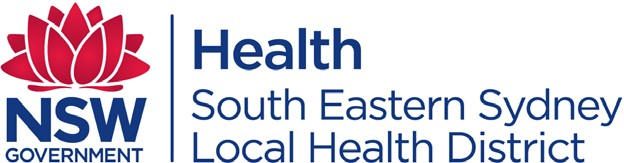 NSW
GOVERNMENT
Health
South Eastern Sydney
Local Health District